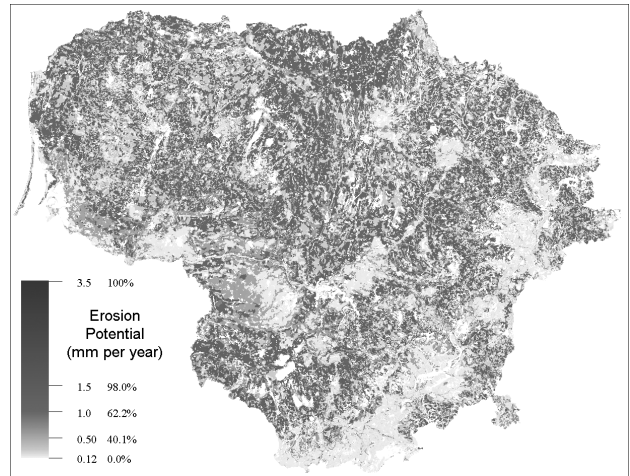 3.5 100%
Erosion
Potential
(mm per year)
1.5 98.0%
1.0 62.2%
0.50 40.1%
0.12 0.0%